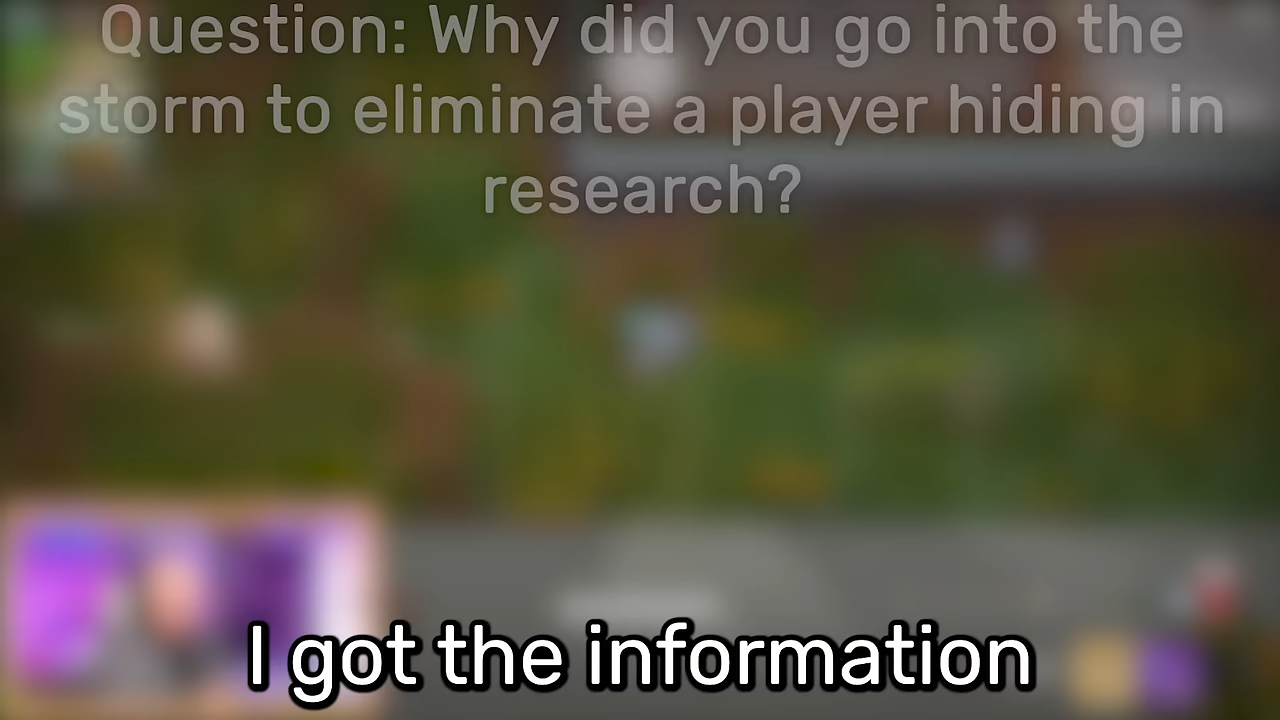 Question: Why did you go into the
storm to eliminate a player hiding in
research?
I got the information